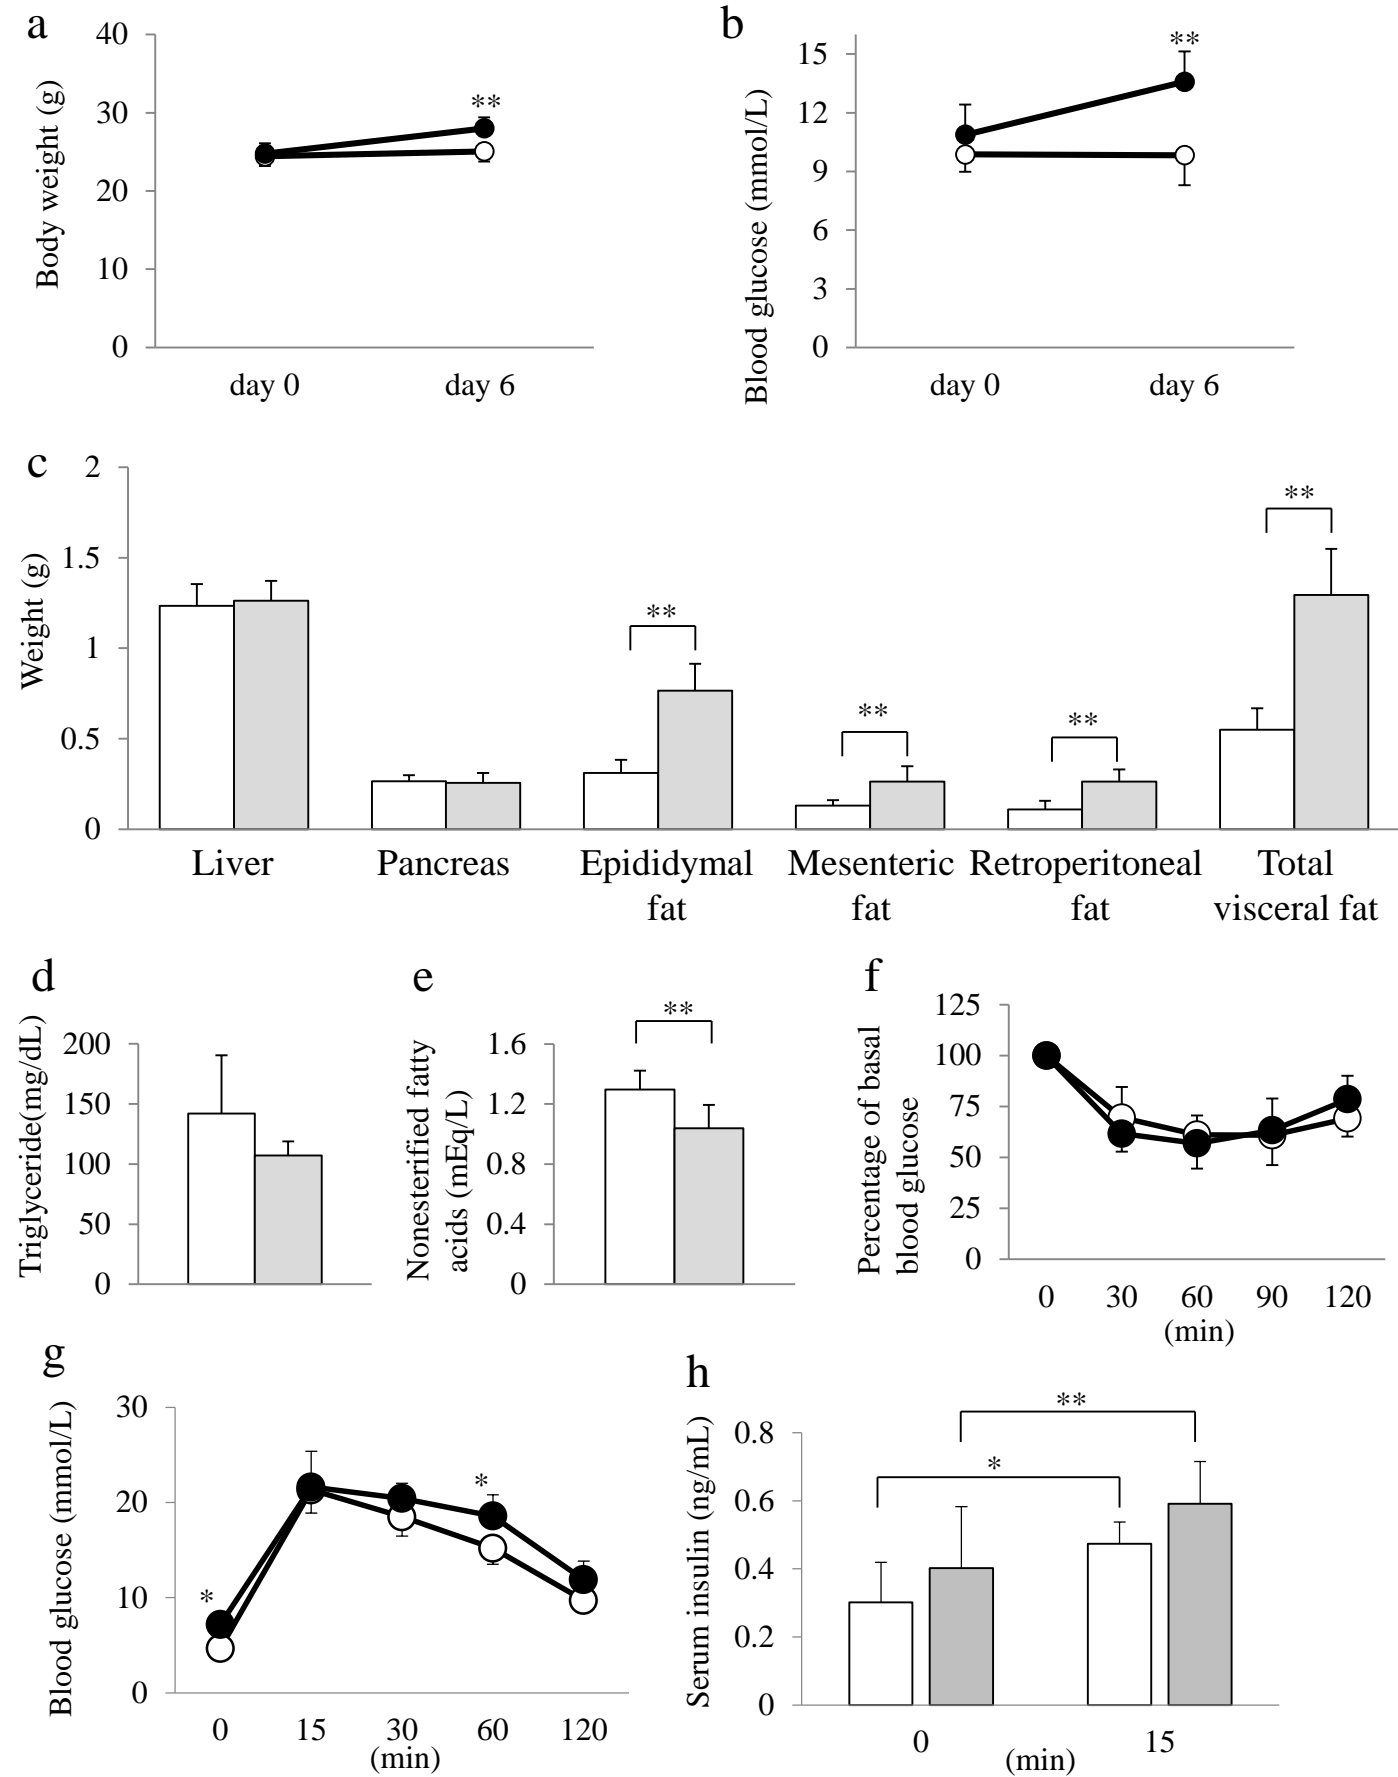 a
40
30
20
10
0
Body weight (g)
**
day 0
day 6
b
15
12
9
6
3
0
Blood glucose (mmol/L)
**
day 0
day 6
c
2
1.5
1
0.5
0
Weight (g)
**
**
**
**
Liver
Pancreas
Epididymal
fat
Mesenteric
fat
Retroperitoneal
fat
Total
visceral fat
d
200
150
100
50
0
Triglyceride(mg/dL)
e
1.6
1.2
0.8
0.4
0
Nonesterified fatty
acids (mEq/L)
**
f
125
100
75
50
25
0
Percentage of basal
blood glucose
0 30 60 90 120
(min)
g
30
20
10
0
Blood glucose (mmol/L)
*
*
0 15 30 60 120
(min)
h
0.8
0.6
0.4
0.2
0
Serum insulin (ng/mL)
**
*
0 15
(min)